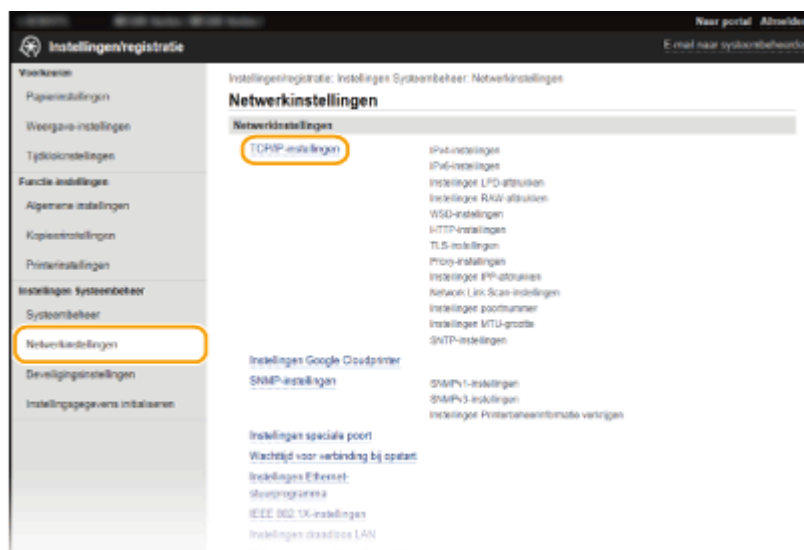 Naar portal Afmelden
Instellingen/registratie
E-mail naar systeembeheerder
Voorkeuren
Papierinstellingen
Weergave-instellingen
Tijdklokinstellingen
Functie-instellingen
Algemene instellingen
Kopieerinstellingen
Printerinstellingen
Instellingen Systeembeheer
Systeembeheer
Netwerkinstellingen
Beveiligingsinstellingen
Instellingsgegevens initialiseren
Instellingen/registratie: Instellingen Systeembeheer: Netwerkinstellingen
Netwerkinstellingen
Netwerkinstellingen
TCP/IP-instellingen
IPv4-instellingen
IPv6-instellingen
Instellingen LPD-afdrukken
Instellingen RAW-afdrukken
WSD-instellingen
HTTP-instellingen
TLS-instellingen
Proxy-instellingen
Instellingen IPP-afdrukken
Network Link Scan-instellingen
Instellingen poortnummer
Instellingen MTU-grootte
SNTP-instellingen
Instellingen Google Cloudprinter
SNMP-instellingen
SNMPv1-instellingen
SNMPv3-instellingen
Instellingen Printerbeheerinformatie verkrijgen
Instellingen speciale poort
Wachttijd voor verbinding bij opstart
Instellingen Ethernet-
stuurprogramma
IEEE 802.1X-instellingen
Instellingen draadloos LAN